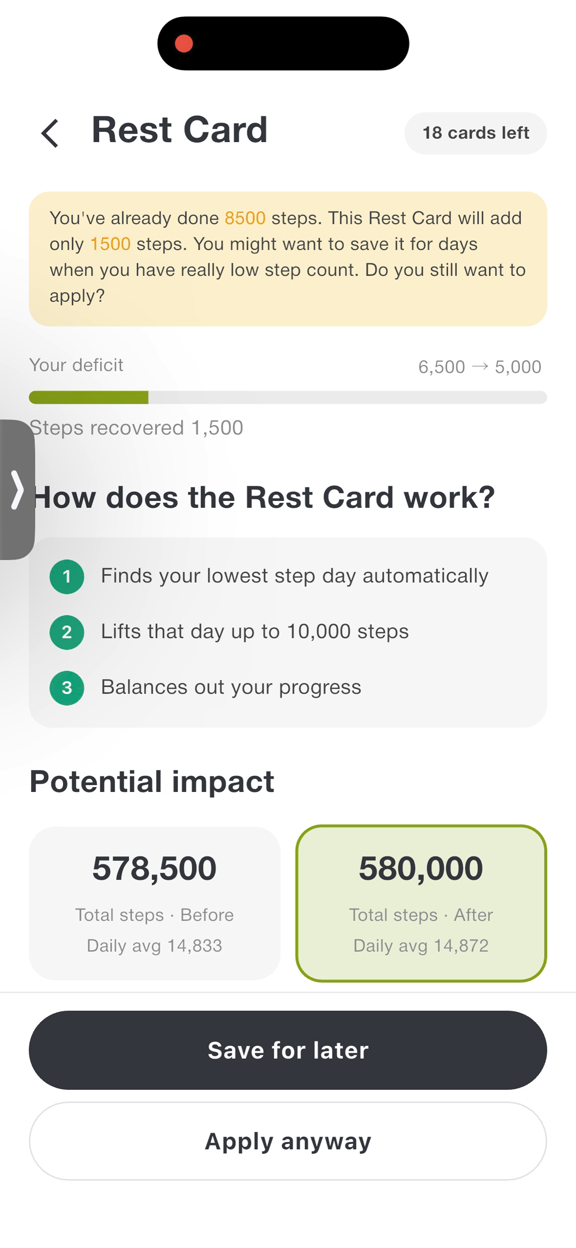 Rest Card
18 cards left
You've already done 8500 steps. This Rest Card will add
only 1500 steps. You might want to save it for days
when you have really low step count. Do you still want to
apply?
Your deficit
6,500 → 5,000
Steps recovered 1,500
How does the Rest Card work?
1 Finds your lowest step day automatically
2 Lifts that day up to 10,000 steps
3 Balances out your progress
Potential impact
578,500
Total steps · Before
Daily avg 14,833
580,000
Total steps · After
Daily avg 14,872
Save for later
Apply anyway